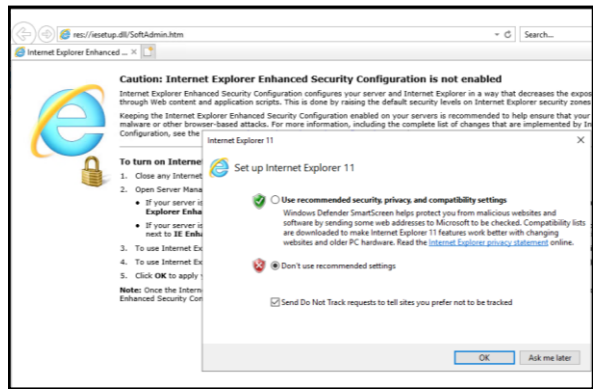 res://iesetup.dll/SoftAdmin.htm
Search...
Internet Explorer Enhanced ...
Caution: Internet Explorer Enhanced Security Configuration is not enabled
Internet Explorer Enhanced Security Configuration configures your server and Internet Explorer in a way that decreases the expos
through Web content and application scripts. This is done by raising the default security levels on Internet Explorer security zones
Keeping the Internet Explorer Enhanced Security Configuration enabled on your servers is recommended to help ensure that your
malware or other browser-based attacks. For more information, including the complete list of changes that are implemented by In
Configuration, see the
To turn on Interne
1. Close any Internet
2. Open Server Mana
• If your server is
Explorer Enha
• If your server is
next to IE Enha
3. To use Internet Ex
4. To use Internet Ex
5. Click OK to apply
Note: Once the Intern
Enhanced Security Con
Internet Explorer 11
Set up Internet Explorer 11
Use recommended security, privacy, and compatibility settings
Windows Defender SmartScreen helps protect you from malicious websites and
software by sending some web addresses to Microsoft to be checked. Compatibility lists
are downloaded to make Internet Explorer 11 features work better with changing
websites and older PC hardware. Read the Internet Explorer privacy statement online.
Don't use recommended settings
Send Do Not Track requests to tell sites you prefer not to be tracked
OK
Ask me later